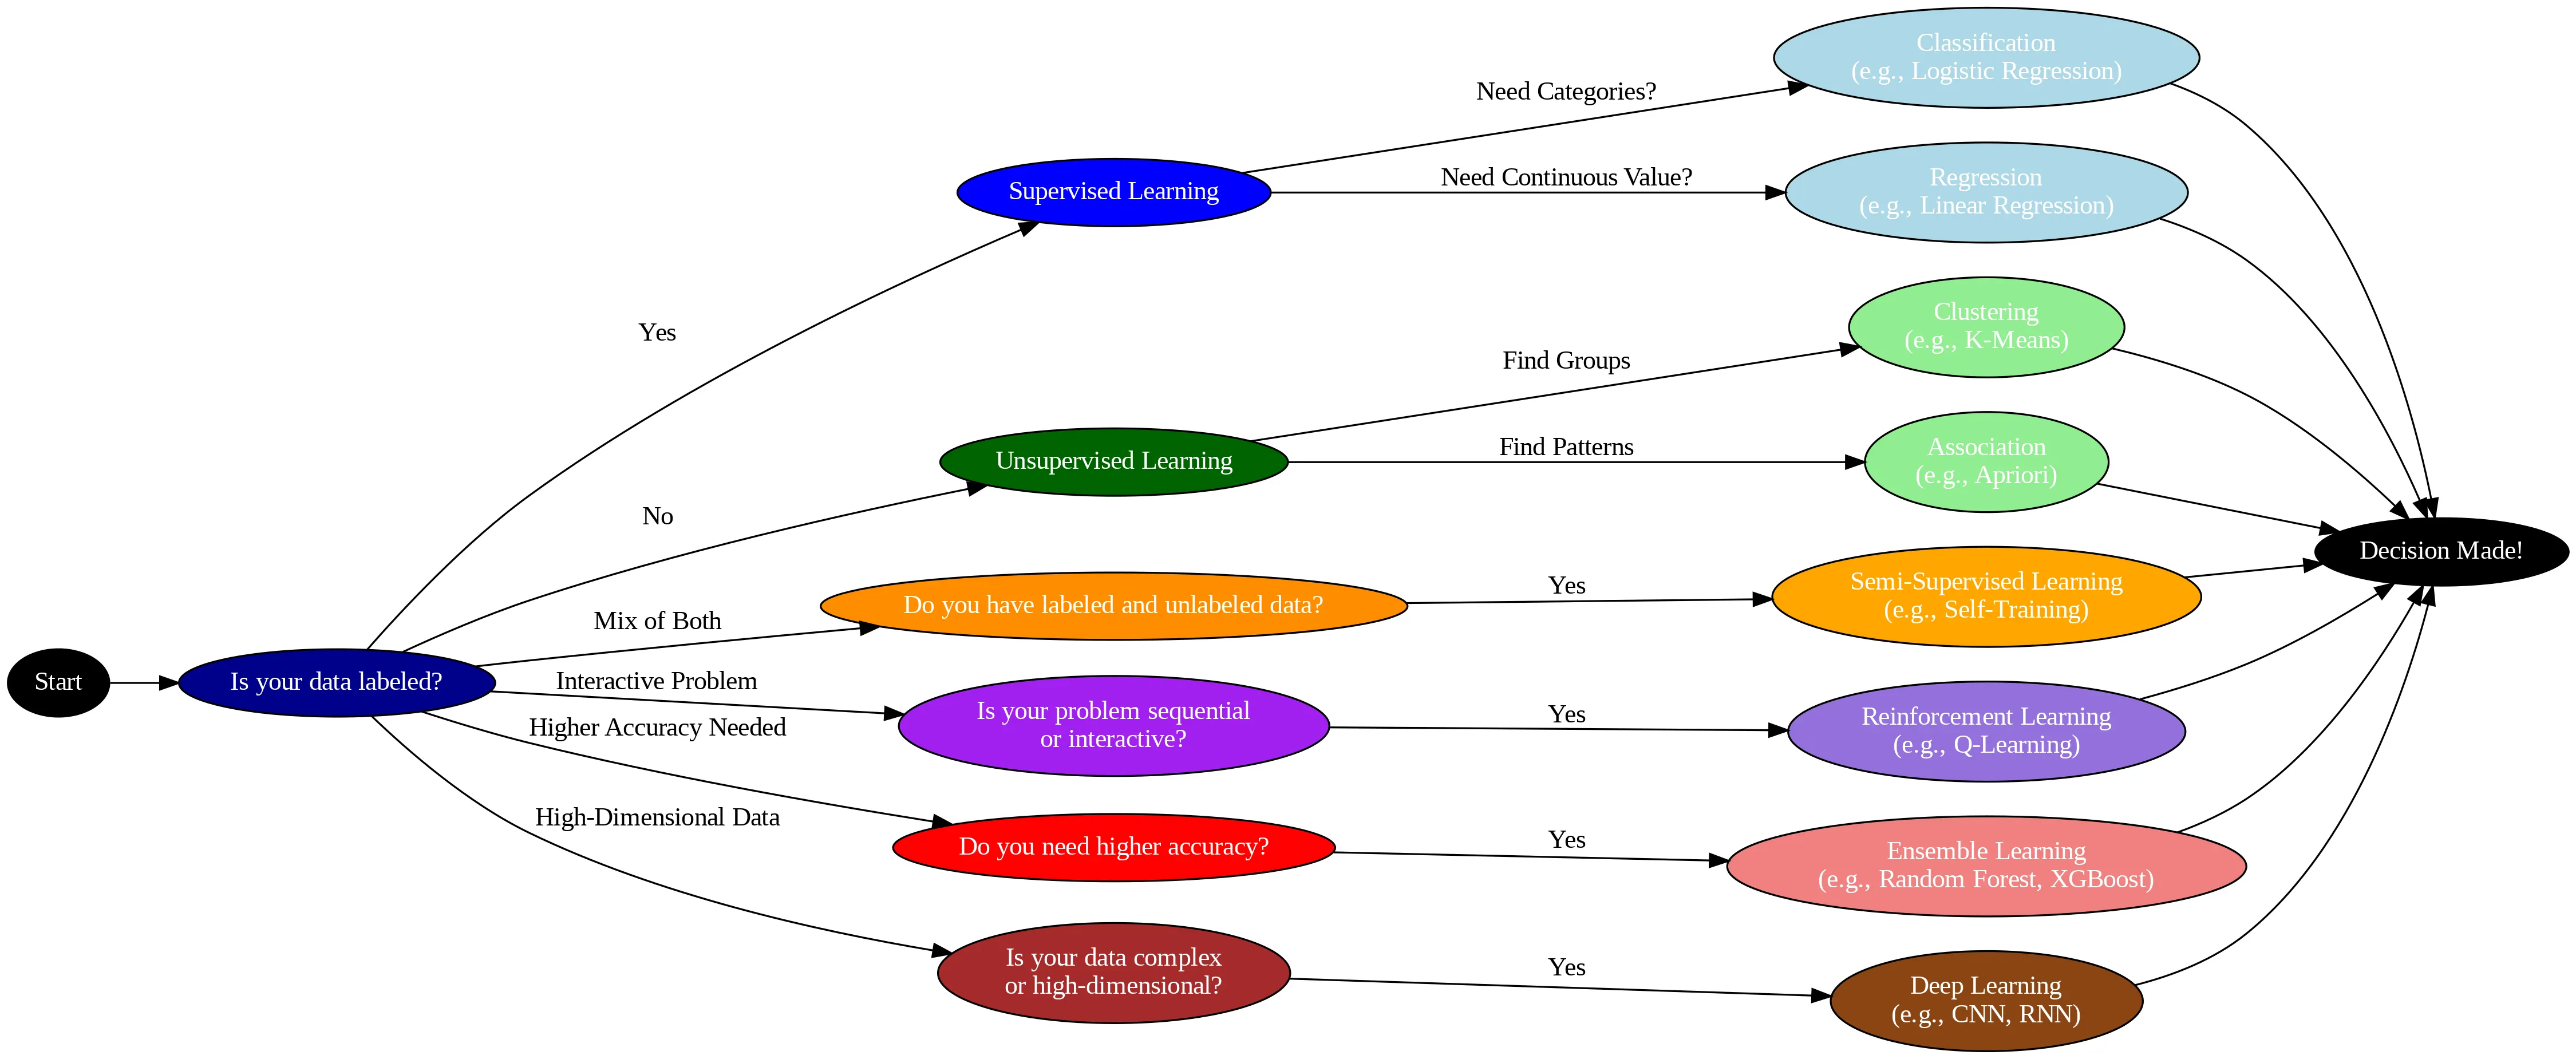 Start
Is your data labeled?
Yes
No
Mix of Both
Interactive Problem
Higher Accuracy Needed
High-Dimensional Data
Supervised Learning
Unsupervised Learning
Do you have labeled and unlabeled data?
Is your problem sequential
or interactive?
Do you need higher accuracy?
Is your data complex
or high-dimensional?
Need Categories?
Need Continuous Value?
Find Groups
Find Patterns
Yes
Yes
Yes
Yes
Classification
(e.g., Logistic Regression)
Regression
(e.g., Linear Regression)
Clustering
(e.g., K-Means)
Association
(e.g., Apriori)
Semi-Supervised Learning
(e.g., Self-Training)
Reinforcement Learning
(e.g., Q-Learning)
Ensemble Learning
(e.g., Random Forest, XGBoost)
Deep Learning
(e.g., CNN, RNN)
Decision Made!